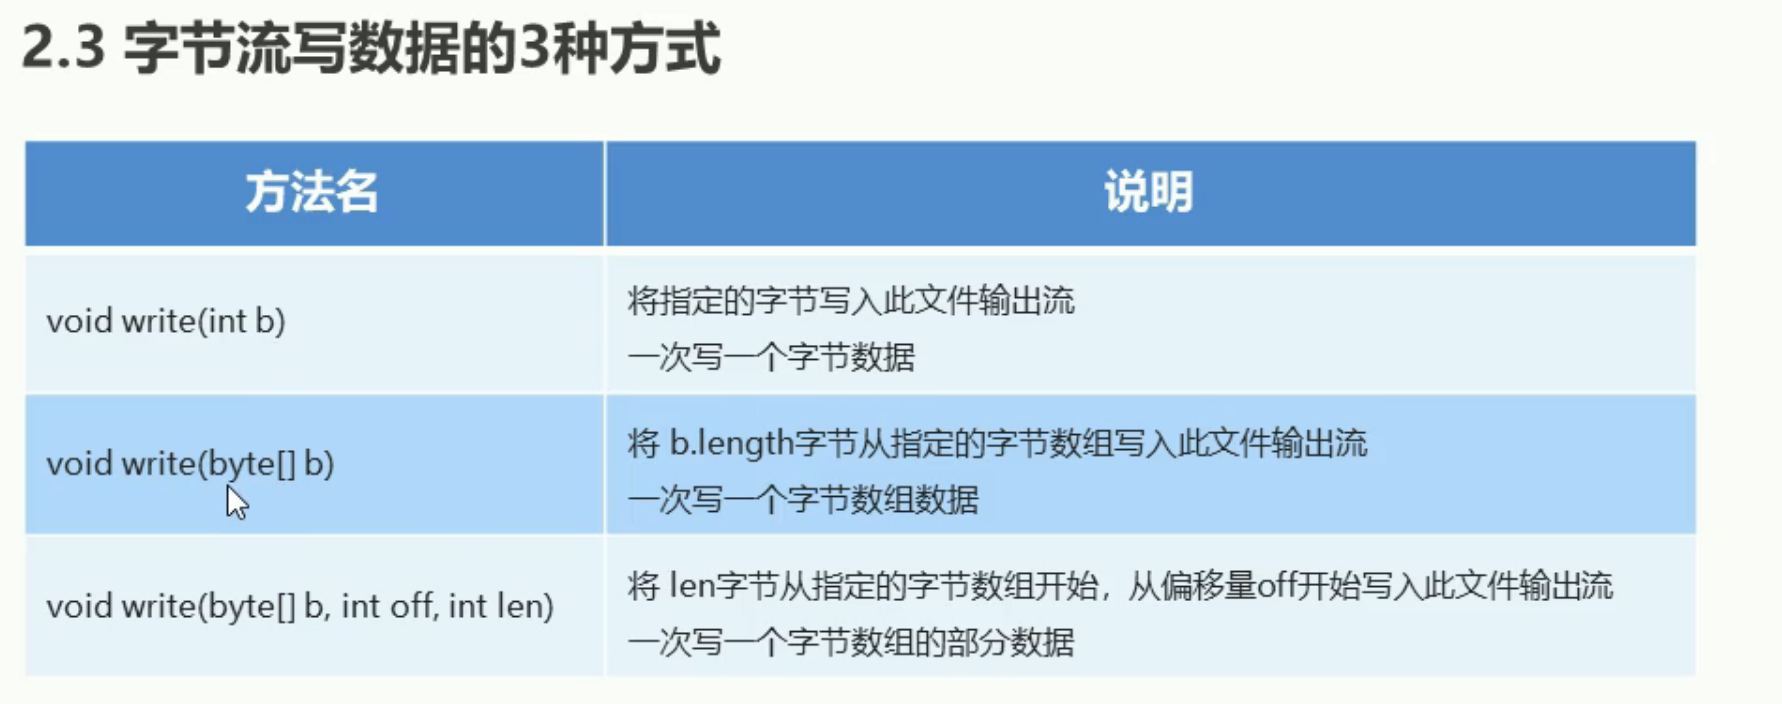 2.3 字节流写数据的3种方式
方法名
说明
void write(int b)
将指定的字节写入此文件输出流
一次写一个字节数据
void write(byte[] b)
将 b.length字节从指定的字节数组写入此文件输出流
一次写一个字节数组数据
void write(byte[] b, int off, int len)
将 len字节从指定的字节数组开始，从偏移量off开始写入此文件输出流
一次写一个字节数组的部分数据